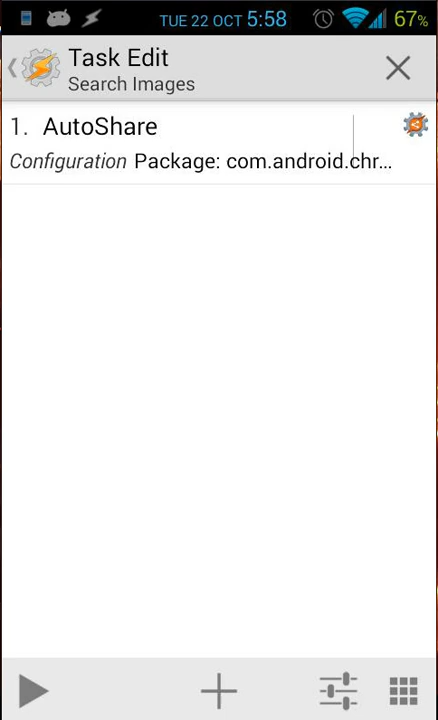 TUE 22 OCT 5:58 67%
Task Edit
Search Images
1. AutoShare
Configuration Package: com.android.chr...